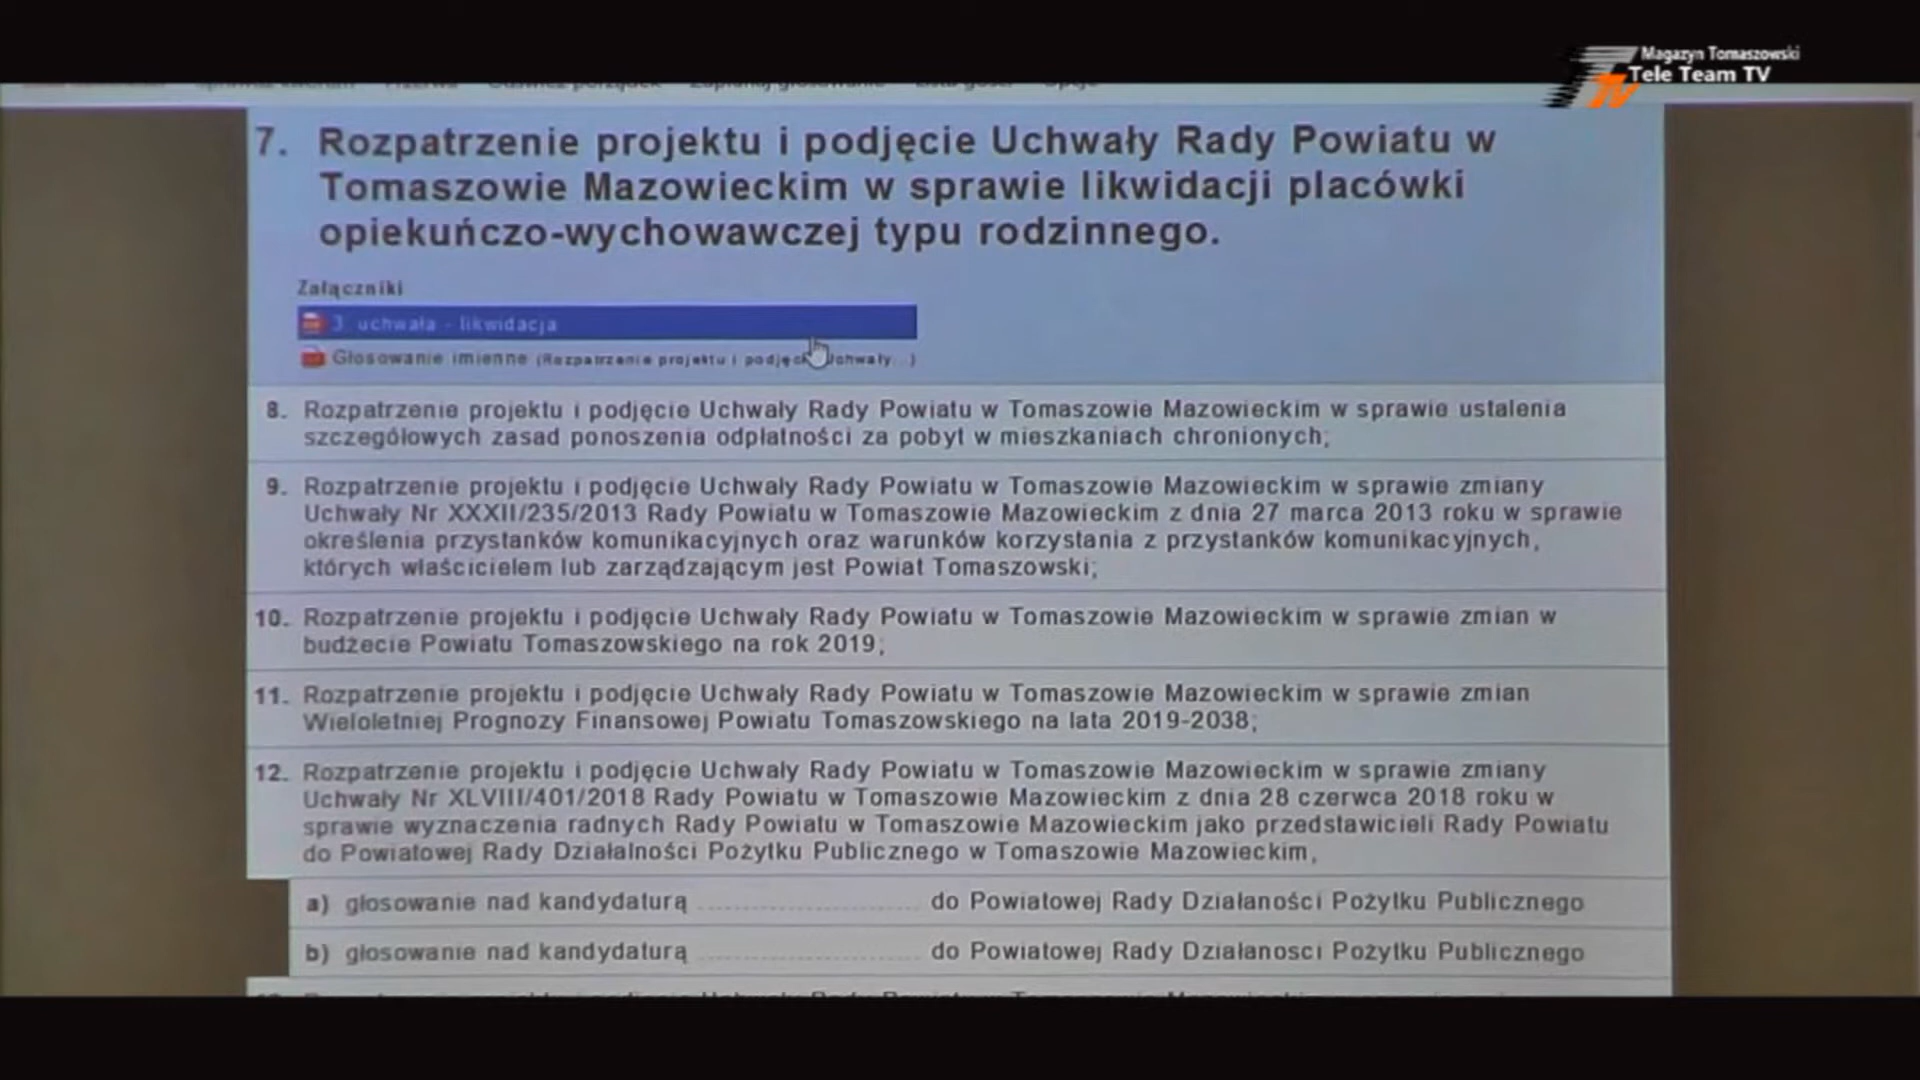 Magazyn Tomaszowski
Tele Team TV
7. Rozpatrzenie projektu i podjęcie Uchwały Rady Powiatu w
Tomaszowie Mazowieckim w sprawie likwidacji placówki
opiekuńczo-wychowawczej typu rodzinnego.
Załączniki
3 uchwała - likwidacja
Głosowanie imienne (Rozpatrzenie projektu i podjęc Uchwały...)
8. Rozpatrzenie projektu i podjęcie Uchwały Rady Powiatu w Tomaszowie Mazowieckim w sprawie ustalenia
szczegółowych zasad ponoszenia odpłatności za pobyt w mieszkaniach chronionych;
9. Rozpatrzenie projektu i podjęcie Uchwały Rady Powiatu w Tomaszowie Mazowieckim w sprawie zmiany
Uchwały Nr XXXII/235/2013 Rady Powiatu w Tomaszowie Mazowieckim z dnia 27 marca 2013 roku w sprawie
określenia przystanków komunikacyjnych oraz warunków korzystania z przystanków komunikacyjnych,
których właścicielem lub zarządzającym jest Powiat Tomaszowski;
10. Rozpatrzenie projektu i podjęcie Uchwały Rady Powiatu w Tomaszowie Mazowieckim w sprawie zmian w
budżecie Powiatu Tomaszowskiego na rok 2019;
11. Rozpatrzenie projektu i podjęcie Uchwały Rady Powiatu w Tomaszowie Mazowieckim w sprawie zmian
Wieloletniej Prognozy Finansowej Powiatu Tomaszowskiego na lata 2019-2038;
12. Rozpatrzenie projektu i podjęcie Uchwały Rady Powiatu w Tomaszowie Mazowieckim w sprawie zmiany
Uchwały Nr XLVIII/401/2018 Rady Powiatu w Tomaszowie Mazowieckim z dnia 28 czerwca 2018 roku w
sprawie wyznaczenia radnych Rady Powiatu w Tomaszowie Mazowieckim jako przedstawicieli Rady Powiatu
do Powiatowej Rady Działalności Pożytku Publicznego w Tomaszowie Mazowieckim,
a) głosowanie nad kandydaturą .................... do Powiatowej Rady Działaności Pożytku Publicznego
b) głosowanie nad kandydaturą .................... do Powiatowej Rady Działanosci Pożytku Publicznego